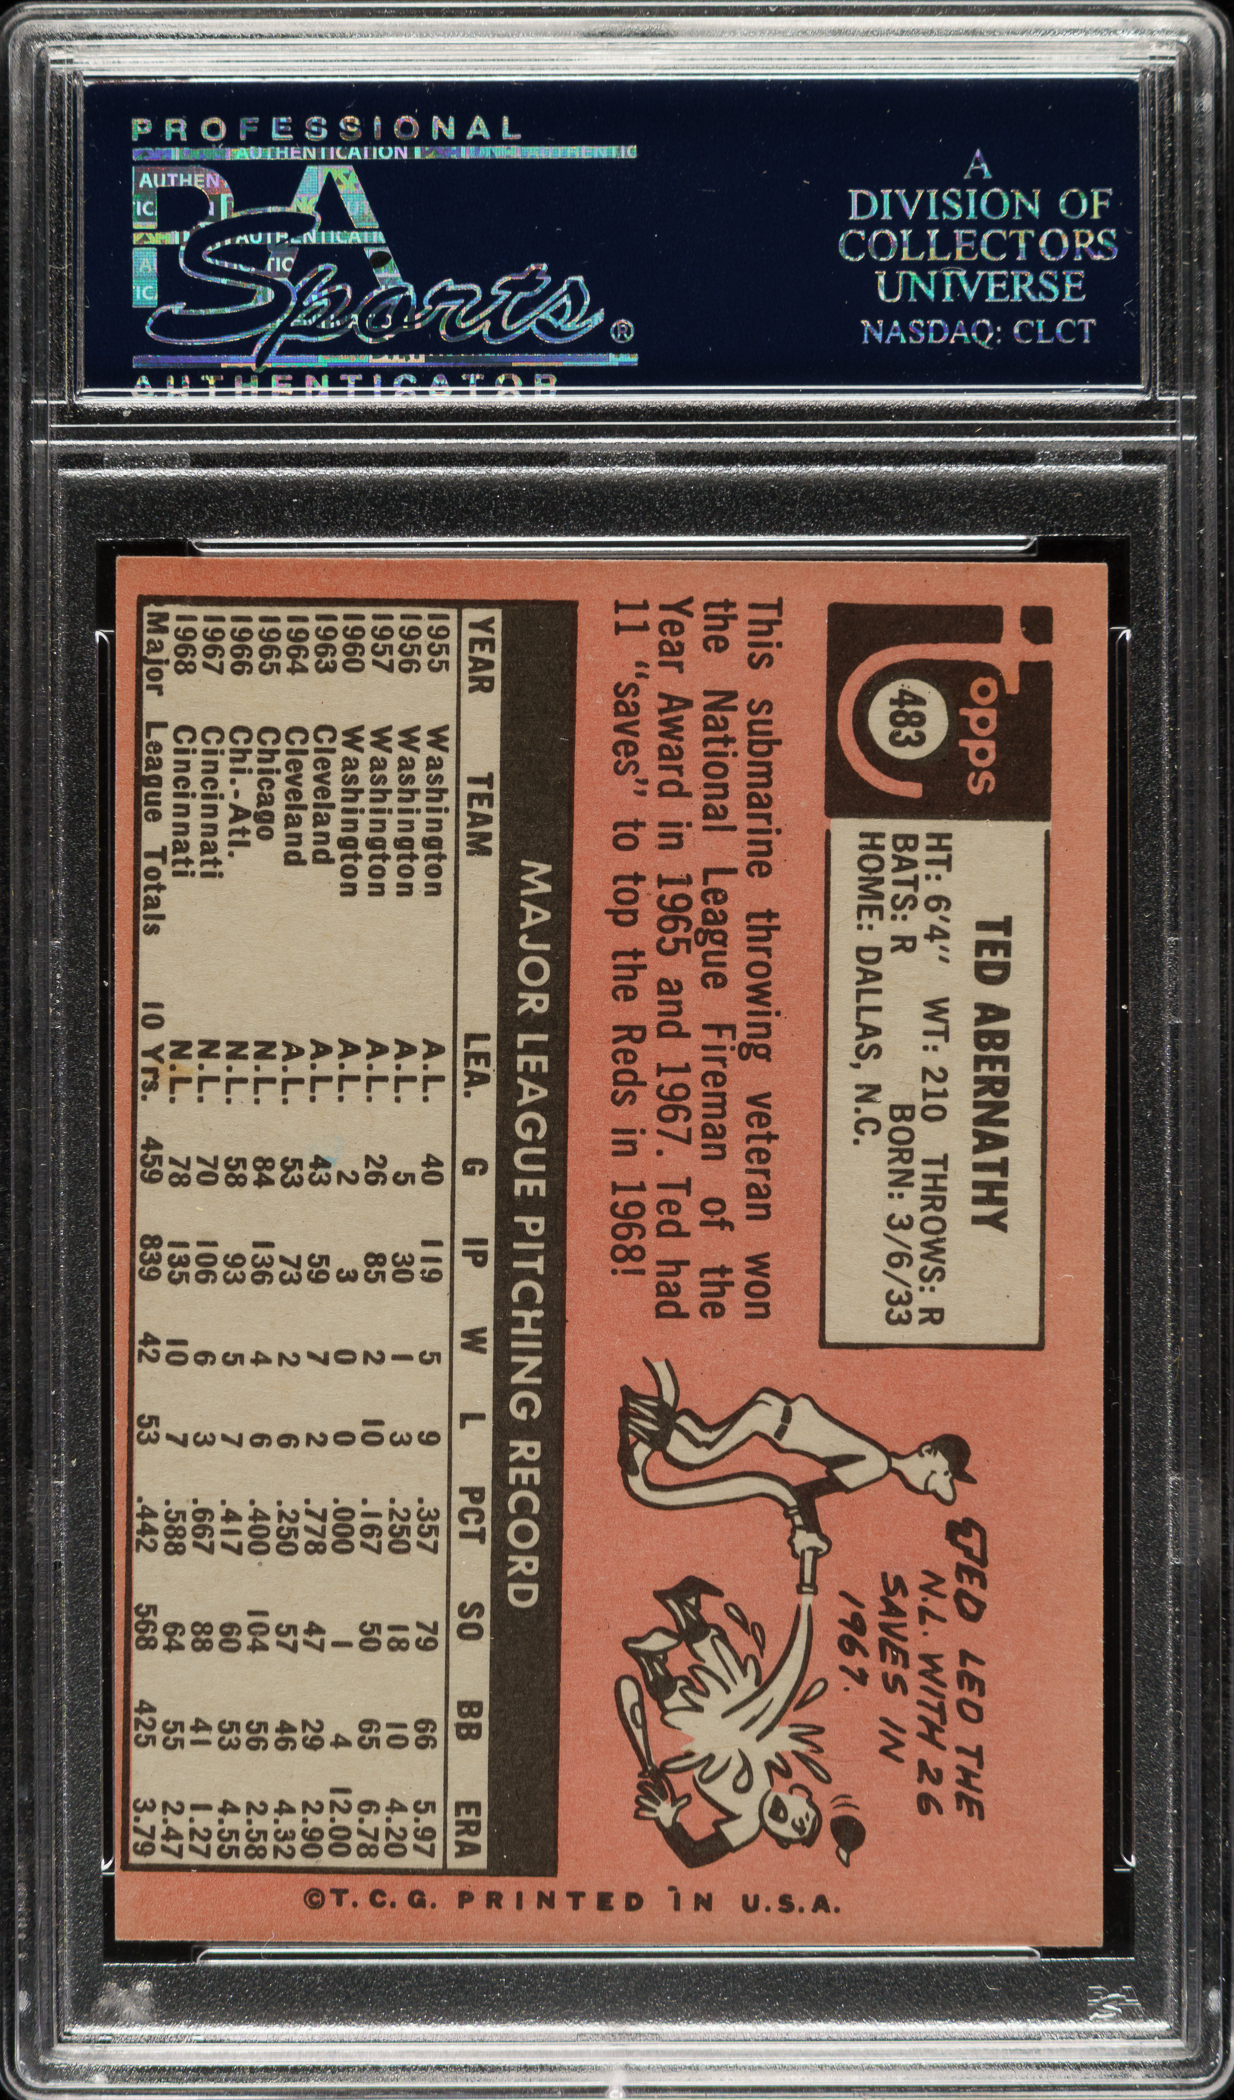 PROFESSIONAL
PSA
Sports®
AUTHENTICATOR
A
DIVISION OF
COLLECTORS
UNIVERSE
NASDAQ: CLCT
Topps
483
TED ABERNATHY
HT: 6'4" WT: 210 THROWS: R
BATS: R BORN: 3/6/33
HOME: DALLAS, N.C.
This submarine throwing veteran won
the National League Fireman of the
Year Award in 1965 and 1967. Ted had
11 "saves" to top the Reds in 1968!
TED LED THE
N.L. WITH 26
SAVES IN
1967.
MAJOR LEAGUE PITCHING RECORD
YEAR TEAM LEA. G IP W L PCT SO BB ERA
1955 Washington A.L. 40 119 5 9 .357 79 66 5.97
1956 Washington A.L. 5 30 1 3 .250 18 10 4.20
1957 Washington A.L. 26 85 2 10 .167 50 65 6.78
1960 Washington A.L. 2 3 0 0 .000 1 4 12.00
1963 Cleveland A.L. 43 59 7 2 .778 47 29 2.90
1964 Cleveland A.L. 53 73 2 6 .250 57 46 4.32
1965 Chicago N.L. 84 136 4 6 .400 104 56 2.58
1966 Chi.-Atl. N.L. 58 93 5 7 .417 60 53 4.55
1967 Cincinnati N.L. 70 106 6 3 .667 88 41 1.27
1968 Cincinnati N.L. 78 135 10 7 .588 64 55 2.47
Major League Totals 10 Yrs. 459 839 42 53 .442 568 425 3.79
©T.C.G. PRINTED IN U.S.A.